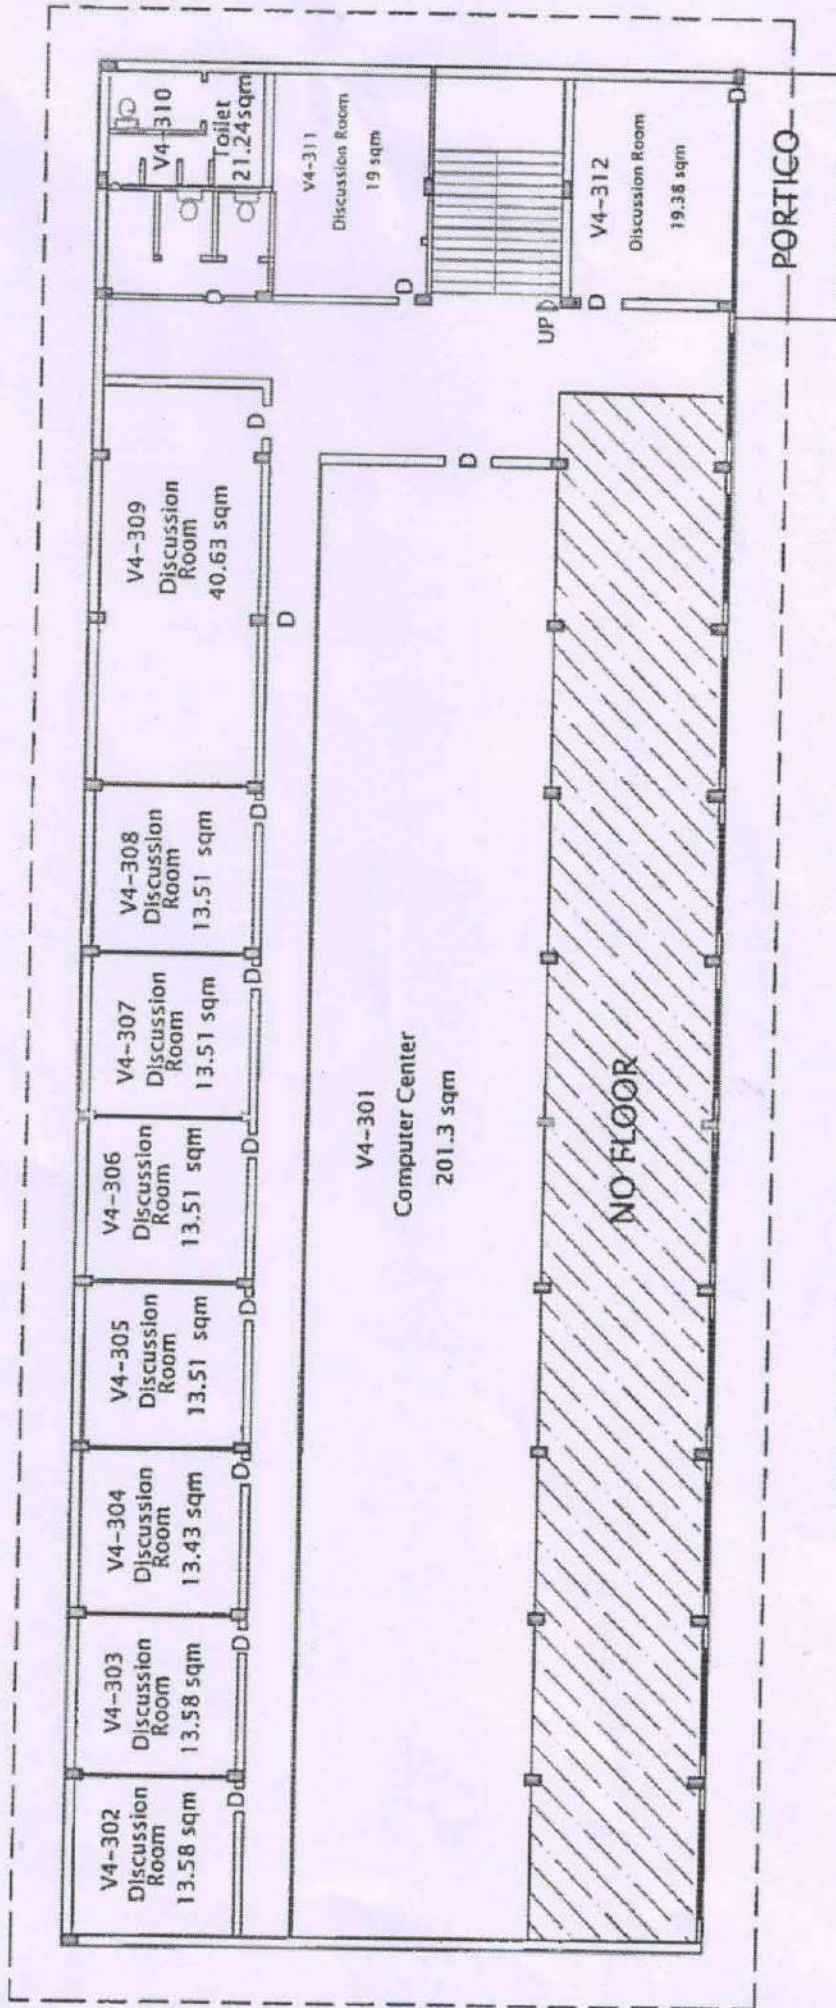 V4-310
Toilet
21.24sqm
V4-311
Discussion Room
19 sqm
V4-312
Discussion Room
19.38 sqm
PORTICO
D
D
D
D
UP
D
D
V4-309
Discussion
Room
40.63 sqm
D
D
V4-308
Discussion
Room
13.51 sqm
D
V4-307
Discussion
Room
13.51 sqm
D
V4-306
Discussion
Room
13.51 sqm
D
V4-305
Discussion
Room
13.51 sqm
D
V4-304
Discussion
Room
13.43 sqm
D
V4-303
Discussion
Room
13.58 sqm
D
V4-302
Discussion
Room
13.58 sqm
D
V4-301
Computer Center
201.3 sqm
D
NO FLOOR